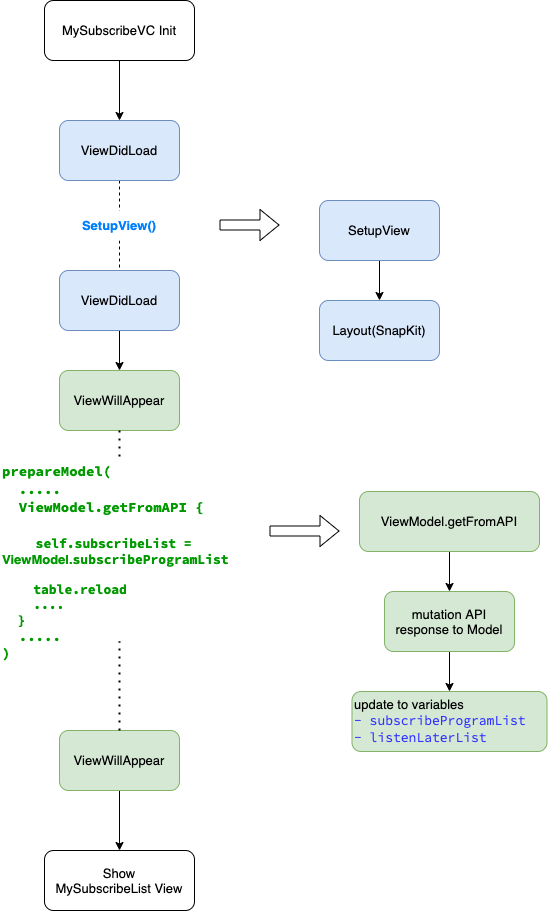 MySubscribeVC Init
ViewDidLoad
SetupView()
SetupView
ViewDidLoad
Layout(SnapKit)
ViewWillAppear
prepareModel(
.....
ViewModel.getFromAPI {
self.subscribeList =
ViewModel.subscribeProgramList
table.reload
....
}
.....
)
ViewModel.getFromAPI
mutation API
response to Model
update to variables
- subscribeProgramList
- listenLaterList
ViewWillAppear
Show
MySubscribeList View